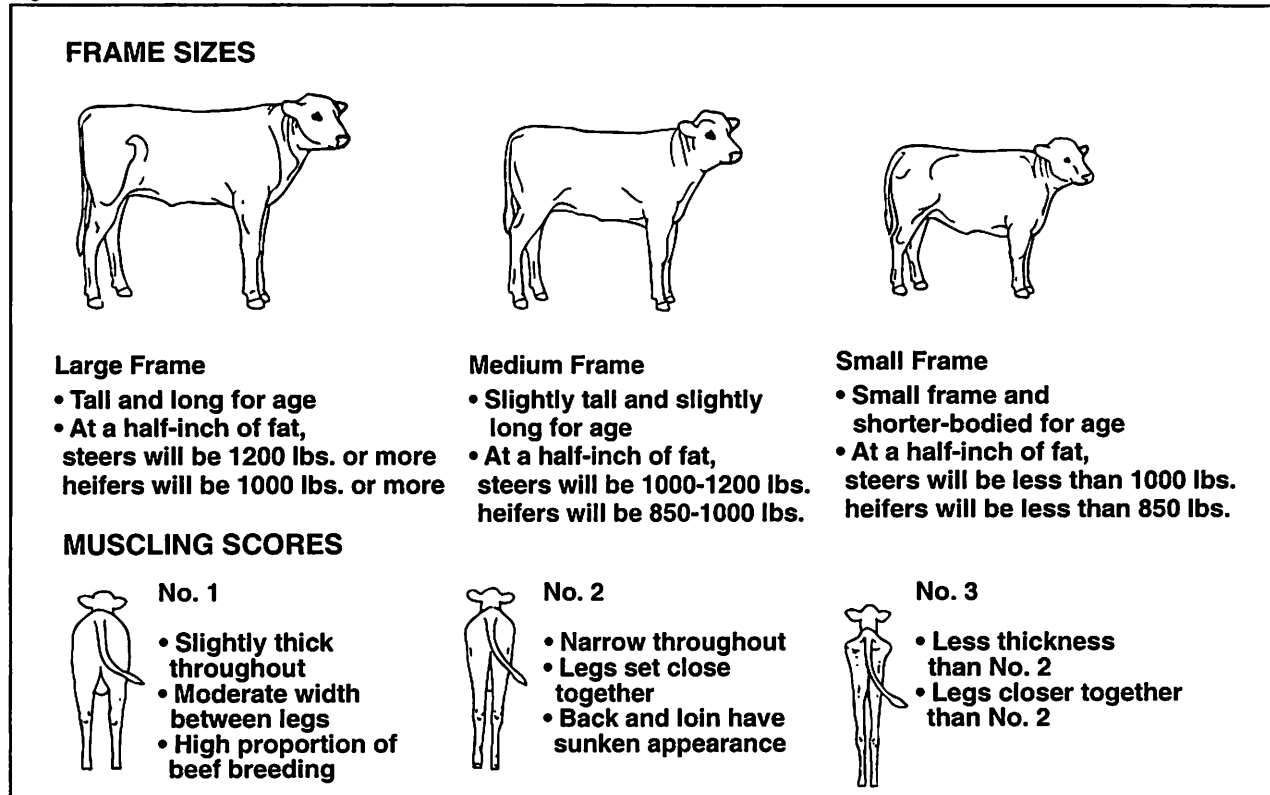 FRAME SIZES
Large Frame
• Tall and long for age
• At a half-inch of fat,
steers will be 1200 lbs. or more
heifers will be 1000 lbs. or more
Medium Frame
• Slightly tall and slightly
long for age
• At a half-inch of fat,
steers will be 1000-1200 lbs.
heifers will be 850-1000 lbs.
Small Frame
• Small frame and
shorter-bodied for age
• At a half-inch of fat,
steers will be less than 1000 lbs.
heifers will be less than 850 lbs.
MUSCLING SCORES
No. 1
• Slightly thick
throughout
• Moderate width
between legs
• High proportion of
beef breeding
No. 2
• Narrow throughout
• Legs set close
together
• Back and loin have
sunken appearance
No. 3
• Less thickness
than No. 2
• Legs closer together
than No. 2